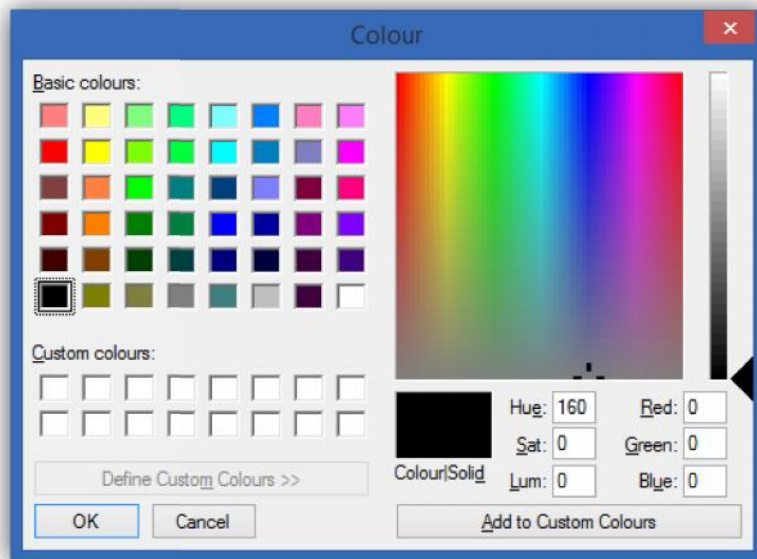 Colour
Basic colours:
Custom colours:
Define Custom Colours >>
OK Cancel
Colour|Solid
Hue: 160 Red: 0
Sat: 0 Green: 0
Lum: 0 Blue: 0
Add to Custom Colours